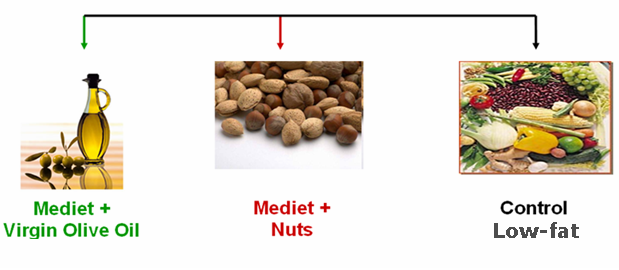 Mediet +
Virgin Olive Oil
Mediet +
Nuts
Control
Low-fat